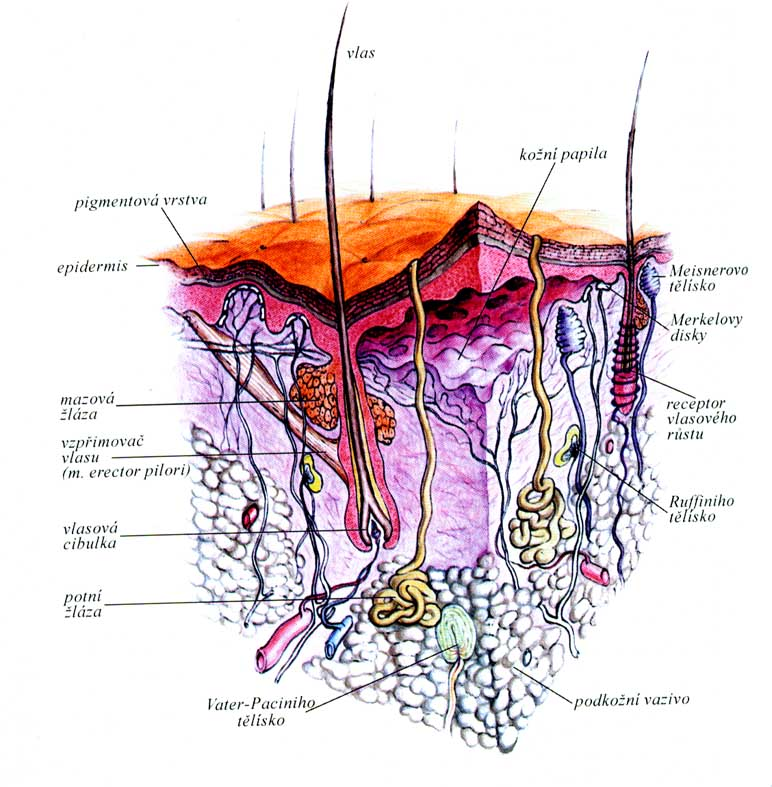 vlas
kožní papila
pigmentová vrstva
epidermis
Meisnerovo
tělísko
Merkelovy
disky
mazová
žláza
receptor
vlasového
růstu
vzpřimovač
vlasu
(m. erector pilori)
Ruffiniho
tělísko
vlasová
cibulka
potní
žláza
Vater-Paciniho
tělísko
podkožní vazivo